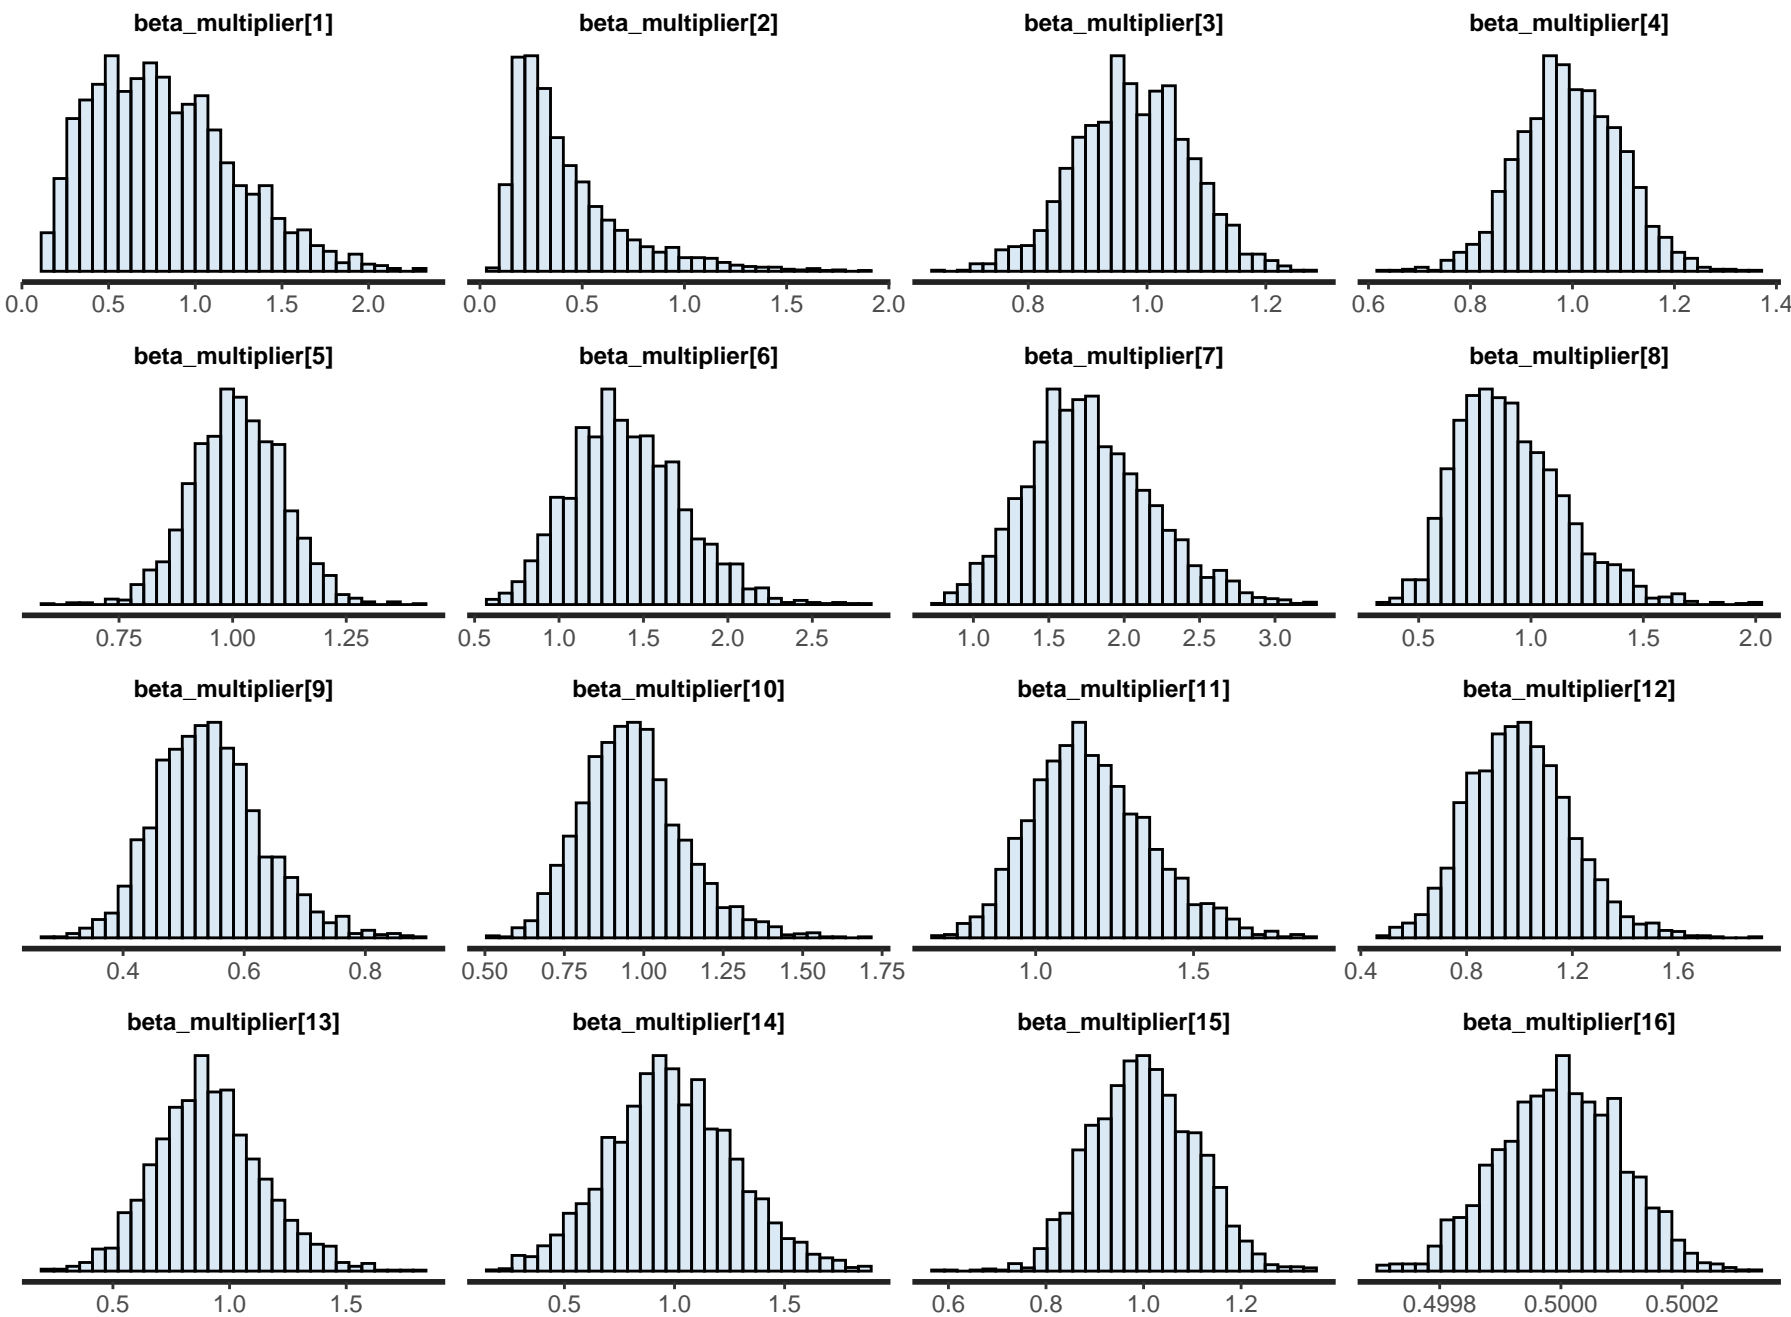 beta_multiplier[1] beta_multiplier[2] beta_multiplier[3] beta_multiplier[4]
0.0 0.5 1.0 1.5 2.0 0.0 0.5 1.0 1.5 2.0 0.8 1.0 1.2 0.6 0.8 1.0 1.2 1.4
beta_multiplier[5] beta_multiplier[6] beta_multiplier[7] beta_multiplier[8]
0.75 1.00 1.25 0.5 1.0 1.5 2.0 2.5 1.0 1.5 2.0 2.5 3.0 0.5 1.0 1.5 2.0
beta_multiplier[9] beta_multiplier[10] beta_multiplier[11] beta_multiplier[12]
0.4 0.6 0.8 0.50 0.75 1.00 1.25 1.50 1.75 1.0 1.5 0.4 0.8 1.2 1.6
beta_multiplier[13] beta_multiplier[14] beta_multiplier[15] beta_multiplier[16]
0.5 1.0 1.5 0.5 1.0 1.5 0.6 0.8 1.0 1.2 0.4998 0.5000 0.5002